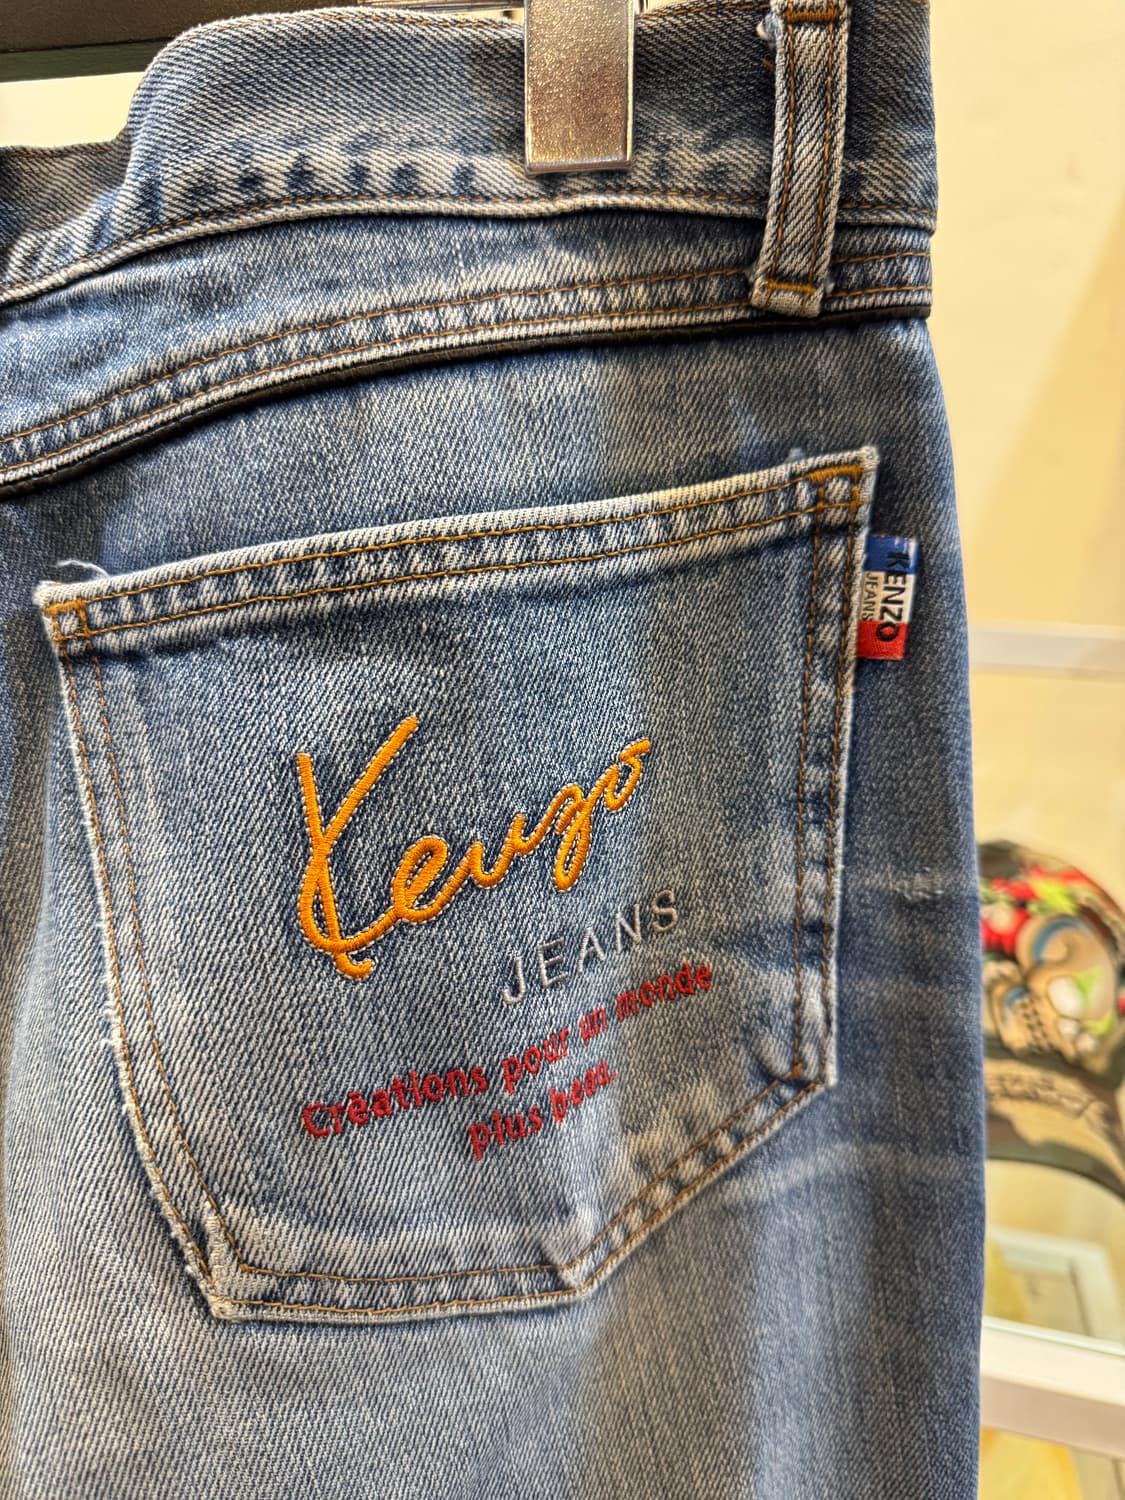 Kenzo
JEANS
Créations pour un monde
plus beau.
KENZO
JEANS